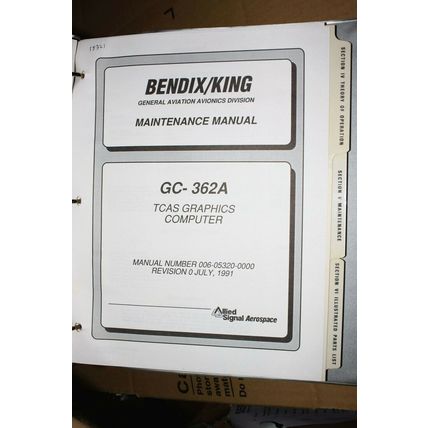 15321
BENDIX/KING
GENERAL AVIATION AVIONICS DIVISION
MAINTENANCE MANUAL
GC- 362A
TCAS GRAPHICS
COMPUTER
MANUAL NUMBER 006-05320-0000
REVISION 0 JULY, 1991
Allied
Signal Aerospace
SECTION IV THEORY OF OPERATION
SECTION V MAINTENANCE
SECTION VI ILLUSTRATED PARTS
LIST